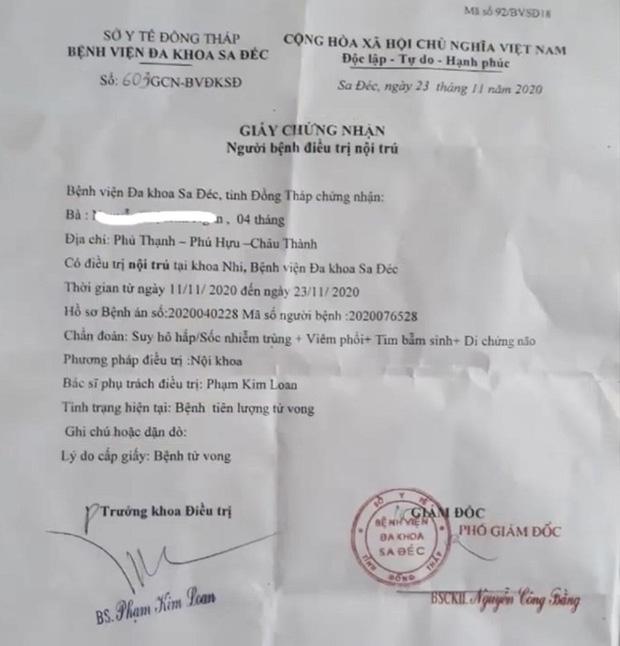 Mã số 92/BVSD18
SỞ Y TẾ ĐỒNG THÁP
BỆNH VIỆN ĐA KHOA SA ĐÉC
Số: 609GCN-BVĐKSĐ
CỘNG HÒA XÃ HỘI CHỦ NGHĨA VIỆT NAM
Độc lập - Tự do - Hạnh phúc
Sa Đéc, ngày 23 tháng 11 năm 2020
GIẤY CHỨNG NHẬN
Người bệnh điều trị nội trú
Bệnh viện Đa khoa Sa Đéc, tỉnh Đồng Tháp chứng nhận:
Bà : , 04 tháng
Địa chỉ: Phú Thạnh – Phú Hựu –Châu Thành
Có điều trị nội trú tại khoa Nhi, Bệnh viện Đa khoa Sa Đéc
Thời gian từ ngày 11/11/ 2020 đến ngày 23/11/ 2020
Hồ sơ Bệnh án số:2020040228 Mã số người bệnh :2020076528
Chẩn đoán: Suy hô hấp/Sốc nhiễm trùng + Viêm phổi+ Tim bẩm sinh+ Di chứng não
Phương pháp điều trị :Nội khoa
Bác sĩ phụ trách điều trị: Phạm Kim Loan
Tình trạng hiện tại: Bệnh tiên lượng tử vong
Ghi chú hoặc dặn dò:
Lý do cấp giấy: Bệnh tử vong
Trưởng khoa Điều trị
BS. Phạm Kim Loan
GIÁM ĐỐC
PHÓ GIÁM ĐỐC
SỞ Y TẾ
BỆNH VIỆN
ĐA KHOA
SA ĐÉC
TỈNH ĐỒNG THÁP
BSCKII. Nguyễn Công Bằng